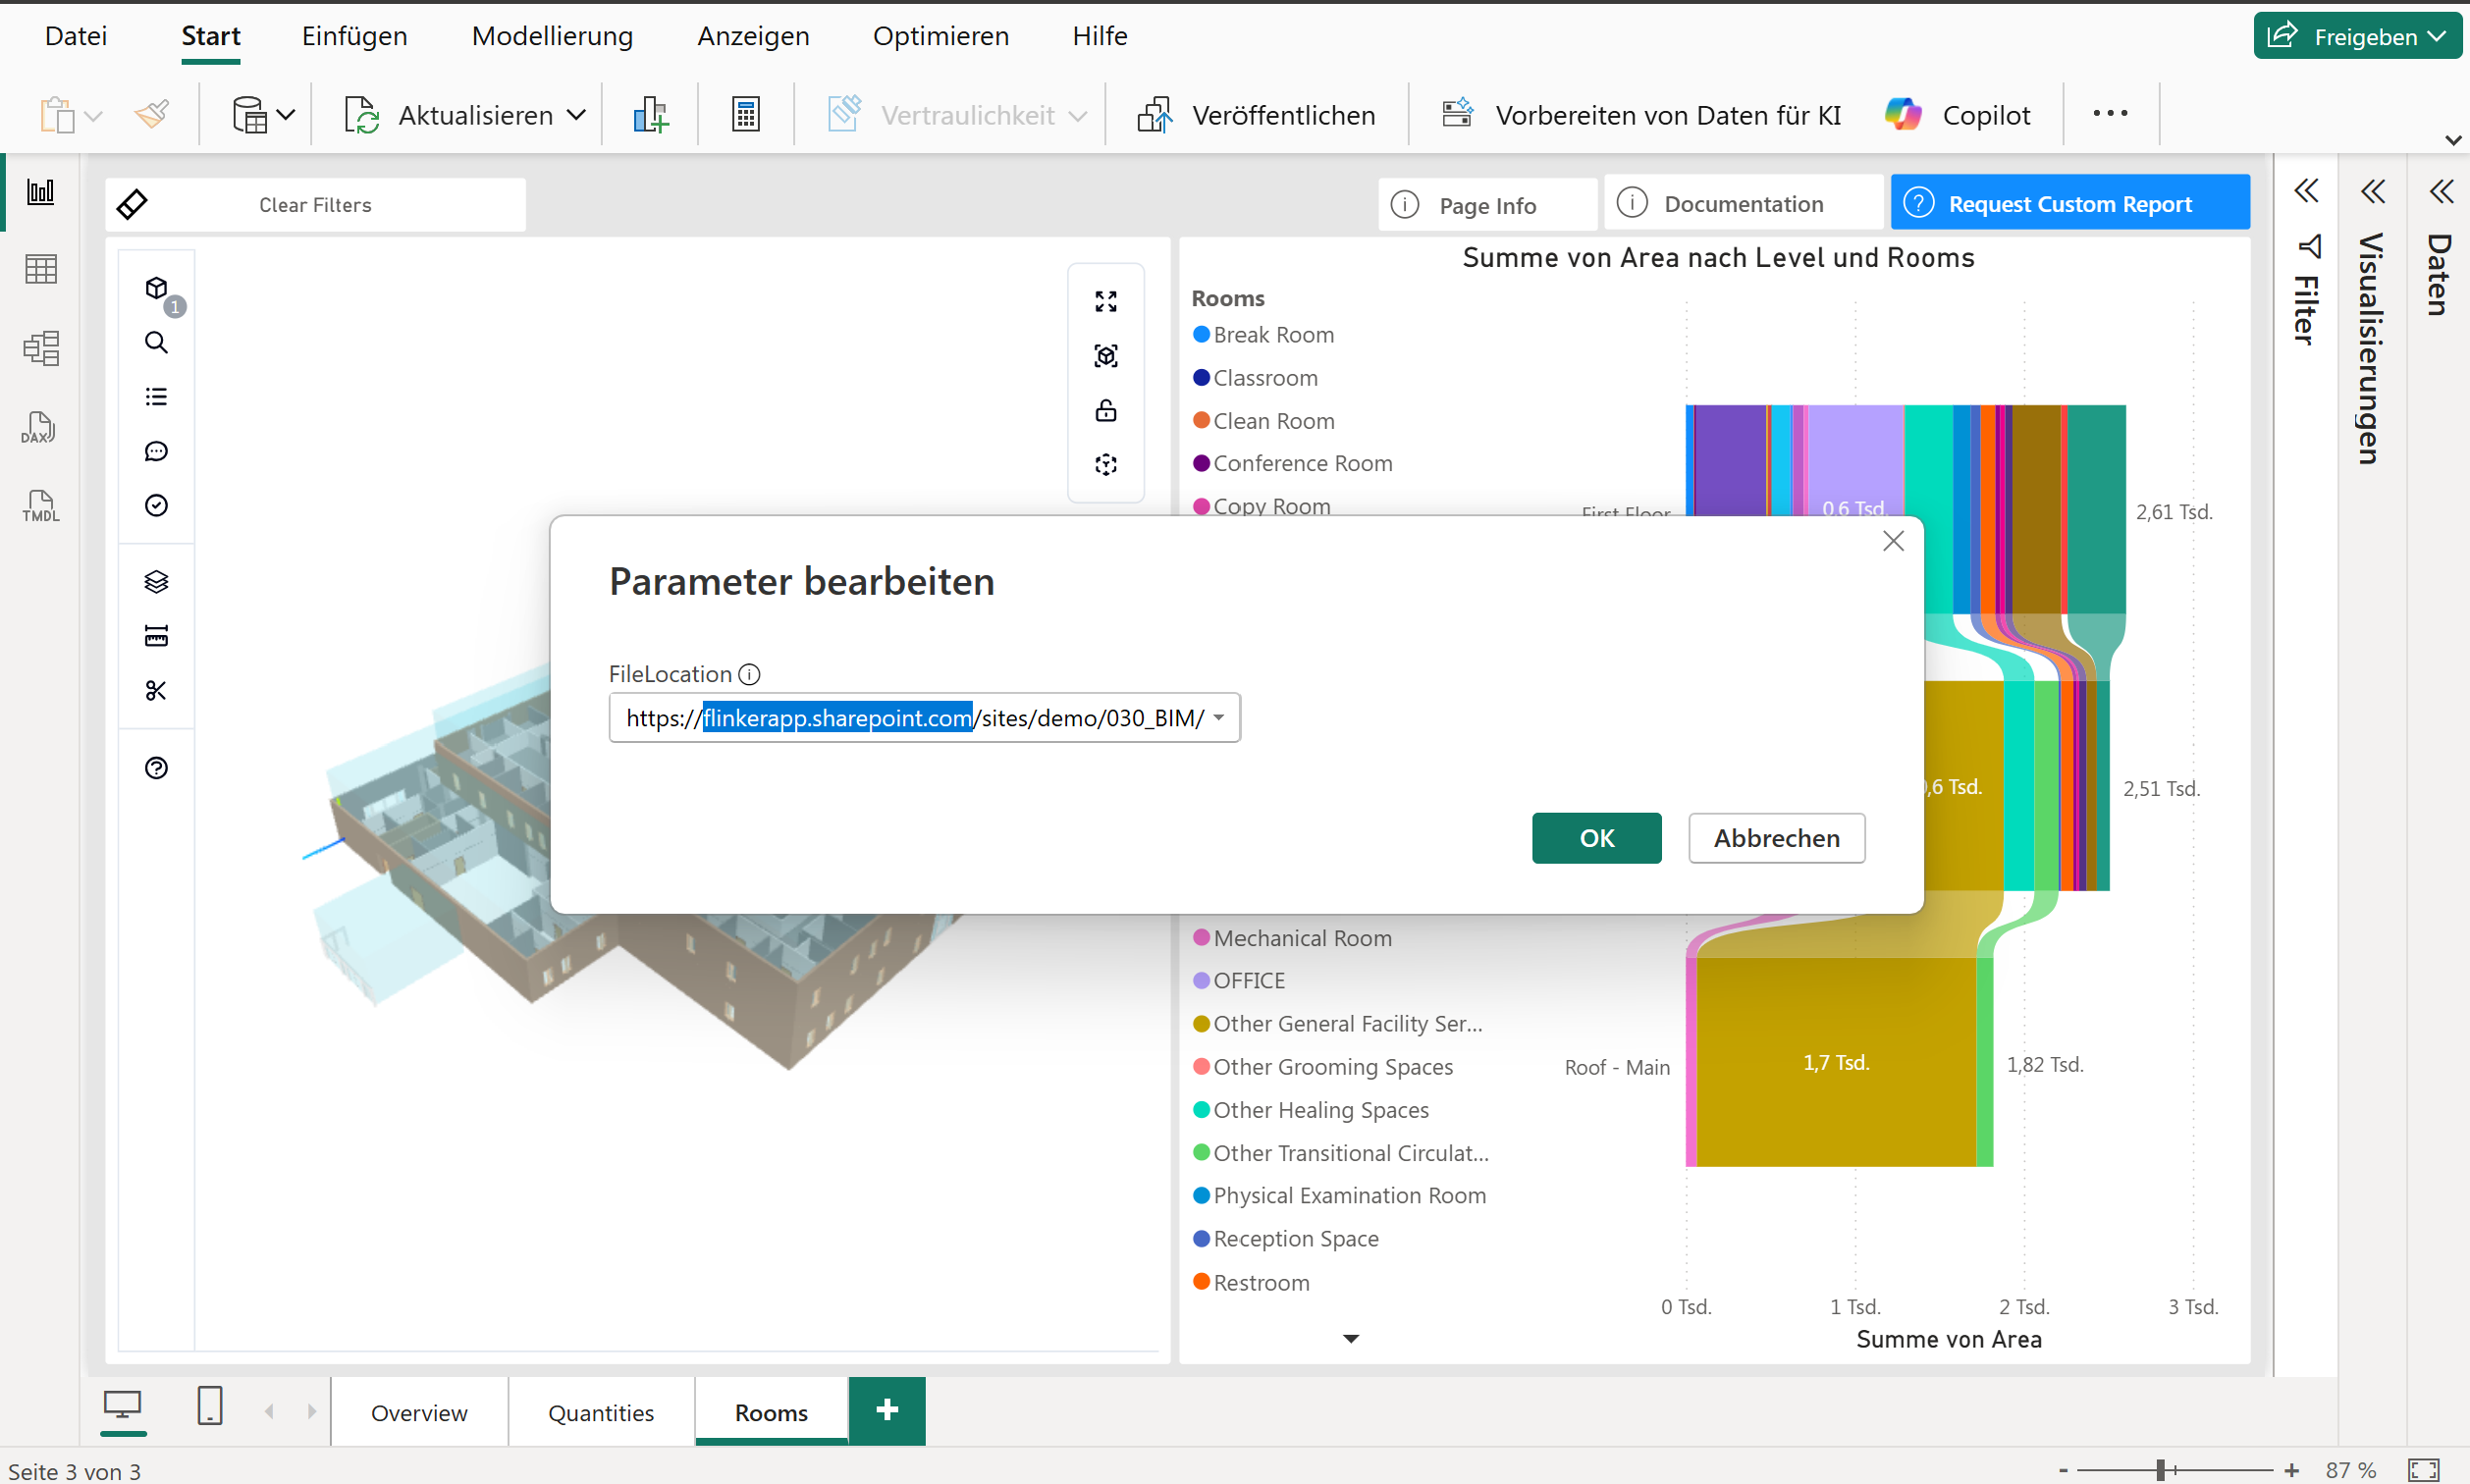 Datei Start Einfügen Modellierung Anzeigen Optimieren Hilfe Freigeben
Aktualisieren Vertraulichkeit Veröffentlichen Vorbereiten von Daten für KI Copilot
Clear Filters
Page Info
Documentation
Request Custom Report
DAX
TMDL
1
Summe von Area nach Level und Rooms
Rooms
Break Room
Classroom
Clean Room
Conference Room
Copy Room
First Floor
0,6 Tsd.
2,61 Tsd.
Parameter bearbeiten
FileLocation
https://flinkerapp.sharepoint.com/sites/demo/030_BIM/
OK
Abbrechen
,6 Tsd.
2,51 Tsd.
Mechanical Room
OFFICE
Other General Facility Ser...
Other Grooming Spaces
Other Healing Spaces
Other Transitional Circulat...
Physical Examination Room
Reception Space
Restroom
Roof - Main
1,7 Tsd.
1,82 Tsd.
0 Tsd. 1 Tsd. 2 Tsd. 3 Tsd.
Summe von Area
Filter
Visualisierungen
Daten
Overview Quantities Rooms
Seite 3 von 3
- + 87 %